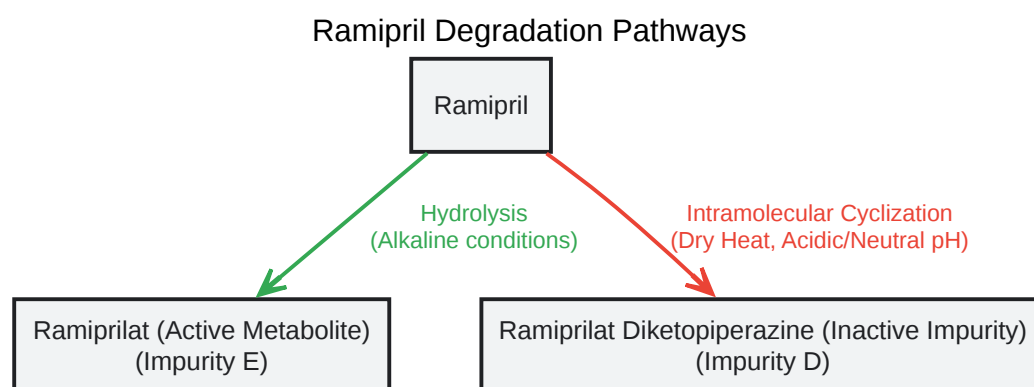 Ramipril Degradation Pathways
Ramipril
Hydrolysis
(Alkaline conditions)
Intramolecular Cyclization
(Dry Heat, Acidic/Neutral pH)
Ramiprilat (Active Metabolite)
(Impurity E)
Ramiprilat Diketopiperazine (Inactive Impurity)
(Impurity D)